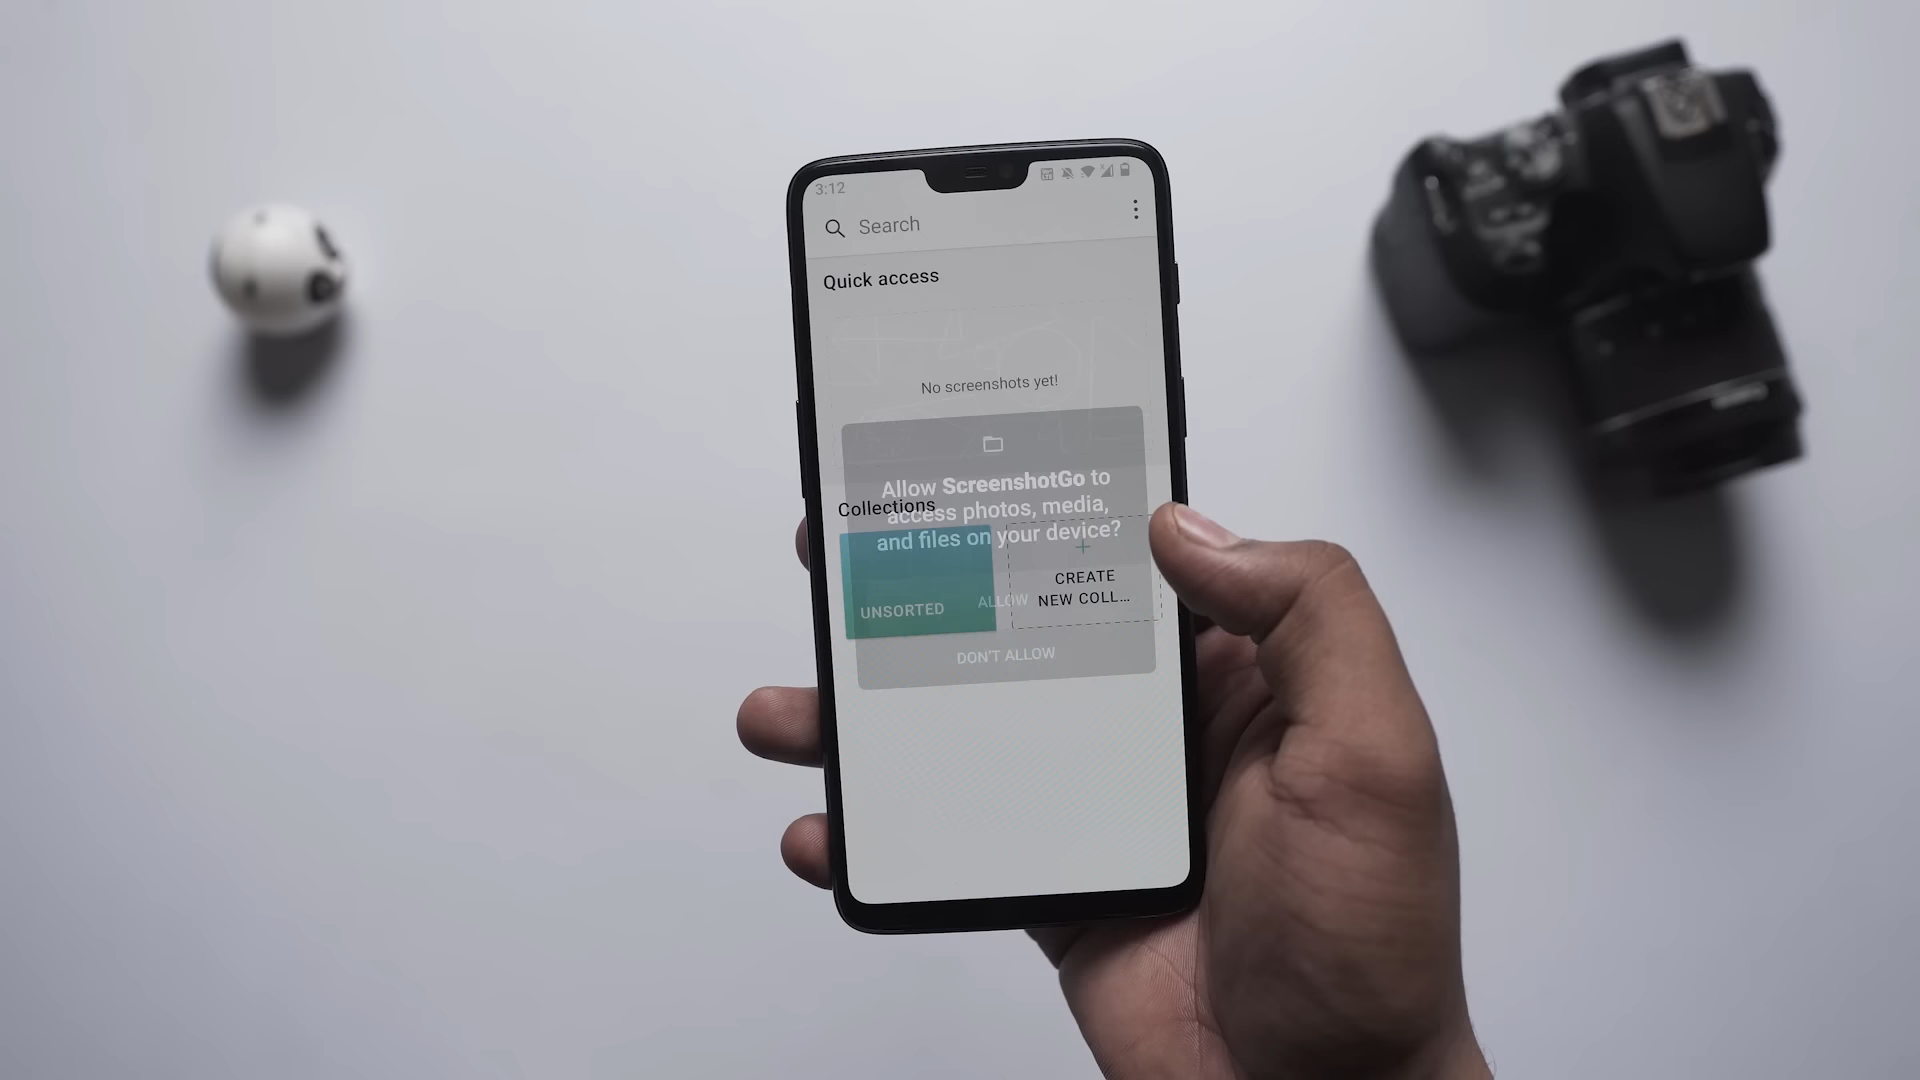 3:12
Search
Quick access
No screenshots yet!
Allow ScreenshotGo to
access photos, media,
and files on your device?
Collections
UNSORTED
ALLOW
CREATE
NEW COLL...
DON'T ALLOW